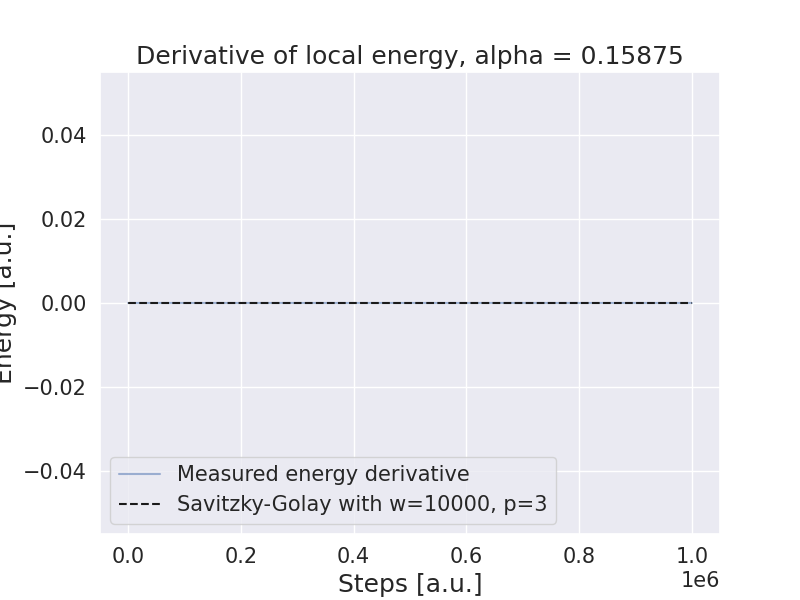 Derivative of local energy, alpha = 0.15875
Energy [a.u.]
0.04
0.02
0.00
−0.02
−0.04
Measured energy derivative
Savitzky-Golay with w=10000, p=3
0.0 0.2 0.4 0.6 0.8 1.0
1e6
Steps [a.u.]